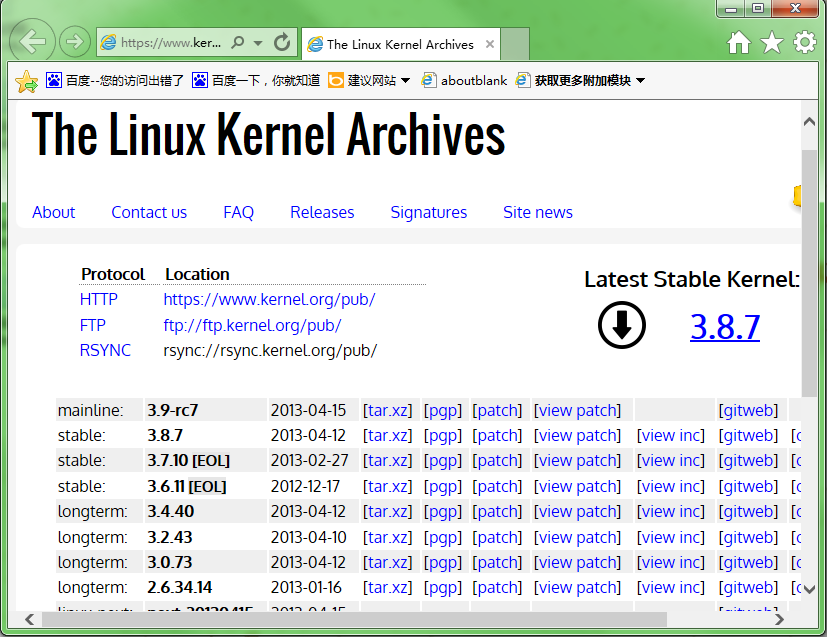 https://www.ker...
The Linux Kernel Archives
百度--您的访问出错了 百度一下，你就知道 建议网站 aboutblank 获取更多附加模块
The Linux Kernel Archives
About Contact us FAQ Releases Signatures Site news
Protocol Location
HTTP https://www.kernel.org/pub/
FTP ftp://ftp.kernel.org/pub/
RSYNC rsync://rsync.kernel.org/pub/
Latest Stable Kernel:
3.8.7
mainline: 3.9-rc7 2013-04-15 [tar.xz] [pgp] [patch] [view patch] [gitweb]
stable: 3.8.7 2013-04-12 [tar.xz] [pgp] [patch] [view patch] [view inc] [gitweb] [c
stable: 3.7.10 [EOL] 2013-02-27 [tar.xz] [pgp] [patch] [view patch] [view inc] [gitweb] [c
stable: 3.6.11 [EOL] 2012-12-17 [tar.xz] [pgp] [patch] [view patch] [view inc] [gitweb] [c
longterm: 3.4.40 2013-04-12 [tar.xz] [pgp] [patch] [view patch] [view inc] [gitweb] [c
longterm: 3.2.43 2013-04-10 [tar.xz] [pgp] [patch] [view patch] [view inc] [gitweb] [c
longterm: 3.0.73 2013-04-12 [tar.xz] [pgp] [patch] [view patch] [view inc] [gitweb] [c
longterm: 2.6.34.14 2013-01-16 [tar.xz] [pgp] [patch] [view patch] [view inc] [gitweb] [c
linux-next: next-20130415 2013-04-15 [gitweb]